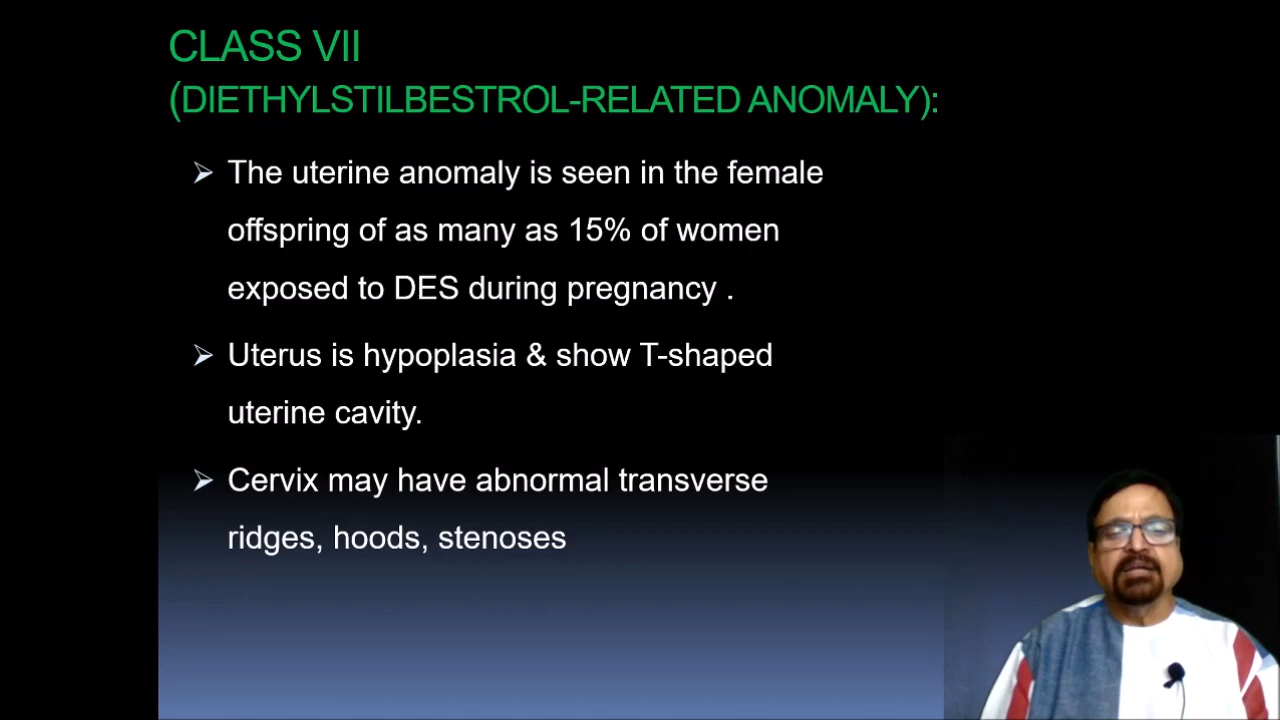 CLASS VII
(DIETHYLSTILBESTROL-RELATED ANOMALY):
The uterine anomaly is seen in the female
offspring of as many as 15% of women
exposed to DES during pregnancy .
Uterus is hypoplasia & show T-shaped
uterine cavity.
Cervix may have abnormal transverse
ridges, hoods, stenoses